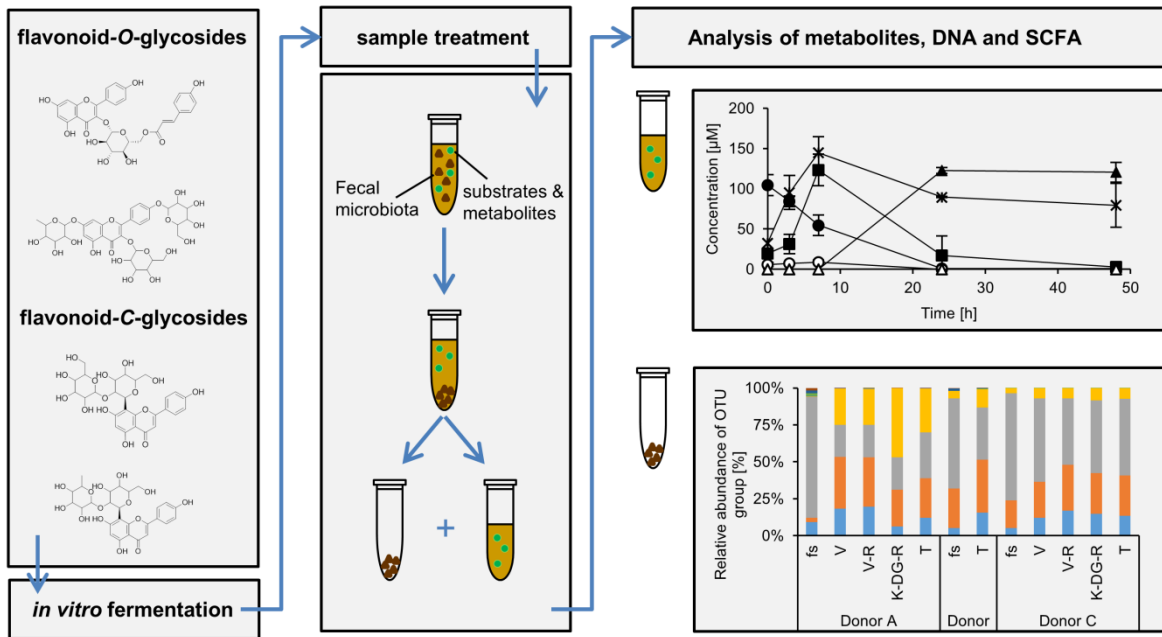 flavonoid-O-glycosides
flavonoid-C-glycosides
in vitro fermentation
sample treatment
Fecal
microbiota
substrates &
metabolites
+
Analysis of metabolites, DNA and SCFA
Concentration [µM]
200
150
100
50
0
0 10 20 30 40 50
Time [h]
Relative abundance of OTU
group [%]
100%
75%
50%
25%
0%
fs V V-R K-DG-R T fs T fs V V-R K-DG-R T
Donor A Donor Donor C